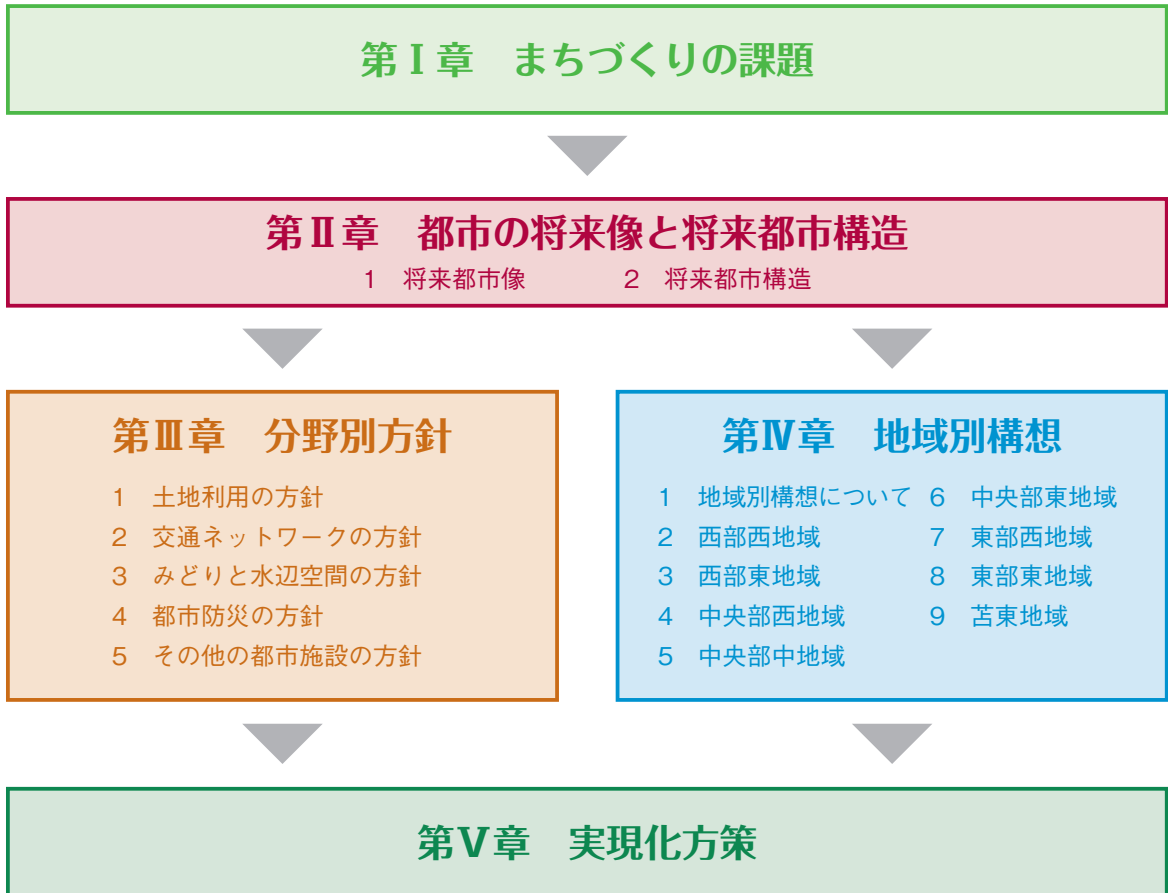 第Ⅰ章　まちづくりの課題
第Ⅱ章　都市の将来像と将来都市構造
1　将来都市像　2　将来都市構造
第Ⅲ章　分野別方針
1　土地利用の方針
2　交通ネットワークの方針
3　みどりと水辺空間の方針
4　都市防災の方針
5　その他の都市施設の方針
第Ⅳ章　地域別構想
1　地域別構想について
2　西部西地域
3　西部東地域
4　中央部西地域
5　中央部中地域
6　中央部東地域
7　東部西地域
8　東部東地域
9　苫東地域
第Ⅴ章　実現化方策